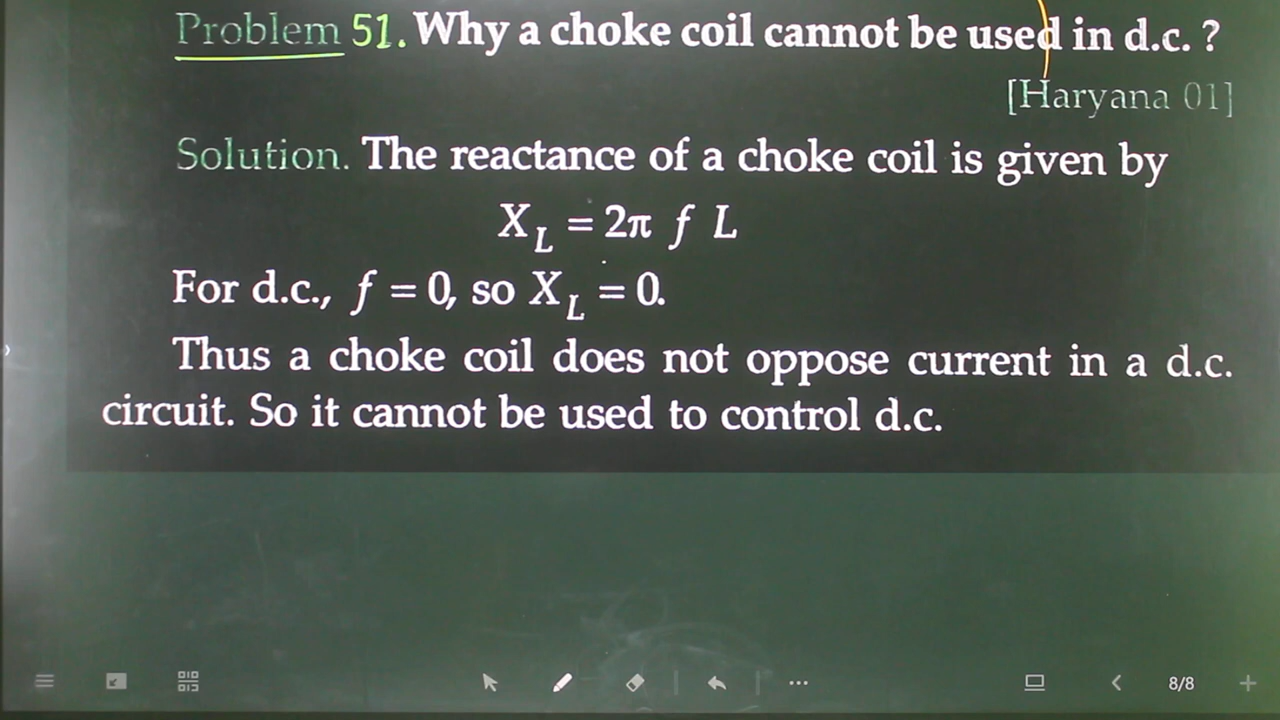 Problem 51. Why a choke coil cannot be used in d.c. ?
[Haryana 01]
Solution. The reactance of a choke coil is given by
X_L = 2π f L
For d.c., f = 0, so X_L = 0.
Thus a choke coil does not oppose current in a d.c.
circuit. So it cannot be used to control d.c.
8/8